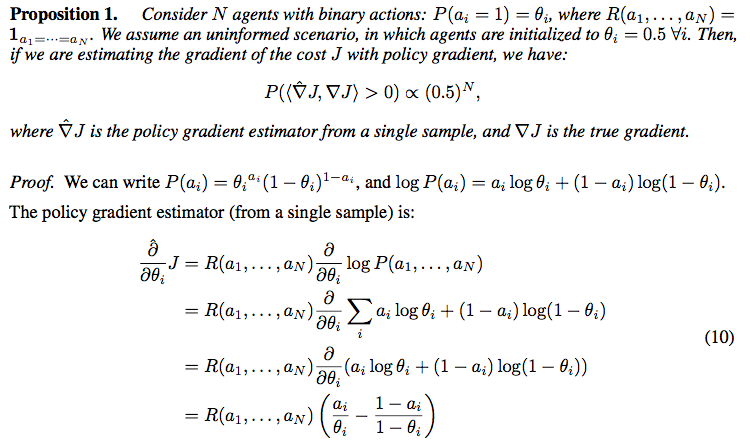 Proposition 1. Consider N agents with binary actions: P(a_i = 1) = θ_i, where R(a_1, . . . , a_N) =
1_{a_1=···=a_N}. We assume an uninformed scenario, in which agents are initialized to θ_i = 0.5 ∀i. Then,
if we are estimating the gradient of the cost J with policy gradient, we have:
P(⟨∇̂J, ∇J⟩ > 0) ∝ (0.5)^N,
where ∇̂J is the policy gradient estimator from a single sample, and ∇J is the true gradient.
Proof. We can write P(a_i) = θ_i^{a_i}(1 − θ_i)^{1−a_i}, and log P(a_i) = a_i log θ_i + (1 − a_i) log(1 − θ_i).
The policy gradient estimator (from a single sample) is:
∂̂/∂θ_i J = R(a_1, . . . , a_N) ∂/∂θ_i log P(a_1, . . . , a_N)
= R(a_1, . . . , a_N) ∂/∂θ_i ∑_i a_i log θ_i + (1 − a_i) log(1 − θ_i)
= R(a_1, . . . , a_N) ∂/∂θ_i (a_i log θ_i + (1 − a_i) log(1 − θ_i))
= R(a_1, . . . , a_N) (a_i/θ_i − (1 − a_i)/(1 − θ_i))
(10)